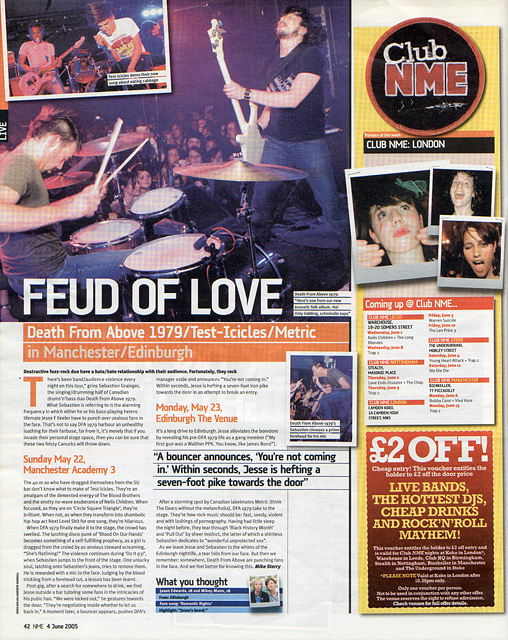 LIVE
Test-Icicles demo their new
song about eating cabbage
Death From Above 1979:
"Here's one from our new
acoustic folk album. Ha!
Only kidding, schmindie says"
FEUD OF LOVE
Death From Above 1979/Test-Icicles/Metric
in Manchester/Edinburgh
Destructive fuzz-rock duo have a hate/hate relationship with their audience. Fortunately, they rock
"There's been band/audience violence every
night on this tour," grins Sebastien Grainger,
the singing/drumming half of Canadian
drums'n'bass duo Death From Above 1979.
What Sebastien is referring to is the alarming
frequency in which either he or his bass-playing hetero
lifemate Jesse F Keeler have to punch over-zealous fans in
the face. That's not to say DFA 1979 harbour an unhealthy
loathing for their fanbase, far from it, it's merely that if you
invade their personal stage space, then you can be sure that
these two feisty Canucks will throw down.
Sunday May 22,
Manchester Academy 3
The 40 or so who have dragged themselves from the SU
bar don't know what to make of Test-Icicles. They're an
amalgam of the demented energy of The Blood Brothers
and the snotty no-wave exuberance of Neils Children. When
focused, as they are on 'Circle Square Triangle', they're
brilliant. When not, as when they transform into shambolic
hip-hop act Next Level Shit for one song, they're hilarious.
When DFA 1979 finally make it to the stage, the crowd has
swelled. The lurching disco-punk of 'Blood On Our Hands'
becomes something of a self-fulfilling prophecy, as a girl is
dragged from the crowd by an anxious steward screaming,
"She's fainting!" The violence continues during 'Do It 93!',
when Sebastien jumps to the front of the stage. One unlucky
soul, latching onto Sebastien's jeans, tries to remove them.
He is rewarded with a mic to the face. Judging by the blood
trickling from a forehead cut, a lesson has been learnt.
Post-gig, after a search for somewhere to drink, we find
Jesse outside a bar tutoring some fans in the intricacies of
his public hair. "We were kicked out," he gestures towards
the door. "They're negotiating inside whether to let us
back in." A moment later, a bouncer appears, pushes DFA's
manager aside and announces "You're not coming in."
Within seconds, Jesse is hefting a seven-foot iron pike
towards the door in an attempt to break an entry.
Monday, May 23,
Edinburgh The Venue
It's a long drive to Edinburgh. Jesse alleviates the boredom
by revealing his pre-DFA 1979 life as a gang member ("My
first gun was a Walther PPK. You know, like James Bond").
Death From Above 1979's
Sebastien chooses a prime
forehead for his mic
"A bouncer announces, 'You're not coming
in.' Within seconds, Jesse is hefting a
seven-foot pike towards the door"
After a storming spot by Canadian labelmates Metric (think
The Dears without the melodrama), DFA 1979 take to the
stage. They're how rock music should be: fast, seedy, violent
and with lashings of pornography. Having had little sleep
the night before, they tear through 'Black History Month'
and 'Pull Out' by sheer instinct, the latter of which a shirtless
Sebastien dedicates to "wonderful unprotected sex".
As we leave Jesse and Sebastien to the whims of the
Edinburgh nightlife, a tear falls from our face. But then we
remember: somewhere, Death From Above are punching fans
in the face. And we feel better for knowing this. Mike Sterry
What you thought
Jason Edwards, 18 and Mikey Munn, 18
From: Edinburgh
Fave song: 'Romantic Rights'
Highlight: "Jesse's beard."
42 NME 4 June 2005
Club
NME
CLUB NME: LONDON
Coming up @ Club NME...
CLUB NME LEEDS
WAREHOUSE,
19-20 SOMERS STREET
Wednesday, June 1
Neils Children + The Long
Blondes
Wednesday, June 8
Trap 2
CLUB NME NOTTINGHAM
STEALTH,
MASONIC PLACE
Thursday, June 2
Love Ends Disaster + The Chap
Thursday, June 9
Trap 2
CLUB NME LONDON
CAMDEN KOKO,
1A CAMDEN HIGH
STREET, NW1
Friday, June 3
Warren Suicide
Friday, June 10
The Len Price 3
CLUB NME STOKE
THE UNDERGROUND,
MORLEY STREET
Saturday, June 4
Young Heart Attack + Trap 2
Saturday, June 11
Die Die Die
CLUB NME MANCHESTER
BIERKELLER,
77 PICCADILLY
Monday, June 6
Dubby Cone + Viva Voce
Monday, June 13
Trap 2
£2 OFF!
Cheap entry! This voucher entitles the
holder to £2 off the door price
LIVE BANDS,
THE HOTTEST DJS,
CHEAP DRINKS
AND ROCK'N'ROLL
MAYHEM!
This voucher entitles the holder to £2 off entry and
is valid for Club NME nights at Koko in London*,
Warehouse in Leeds, Club HQ in Birmingham,
Stealth in Nottingham, Bierkeller in Manchester
and The Underground in Stoke
*PLEASE NOTE Valid at Koko in London after
10.30pm only.
Only one voucher per person.
Not to be used in conjunction with any other offer.
The venue reserves the right to refuse admission.
Check venues for full offer details.